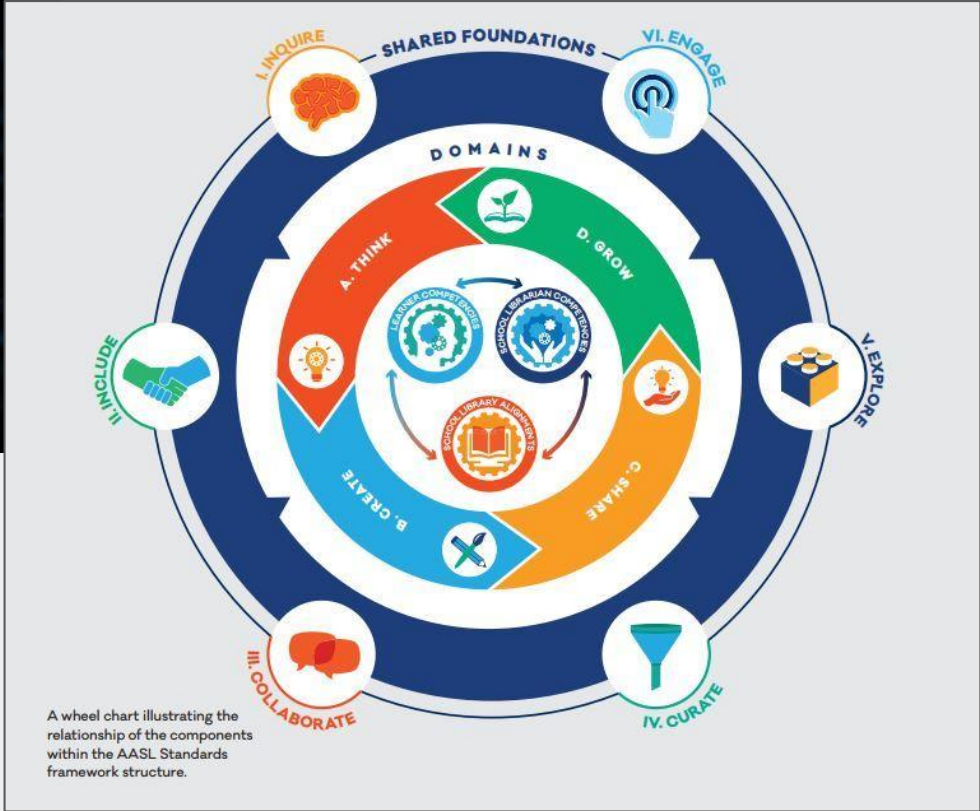 SHARED FOUNDATIONS
I. INQUIRE
VI. ENGAGE
DOMAINS
A. THINK
D. GROW
LEARNER COMPETENCIES
SCHOOL LIBRARIAN COMPETENCIES
II. INCLUDE
V. EXPLORE
SCHOOL LIBRARY ALIGNMENTS
B. CREATE
C. SHARE
III. COLLABORATE
IV. CURATE
A wheel chart illustrating the
relationship of the components
within the AASL Standards
framework structure.